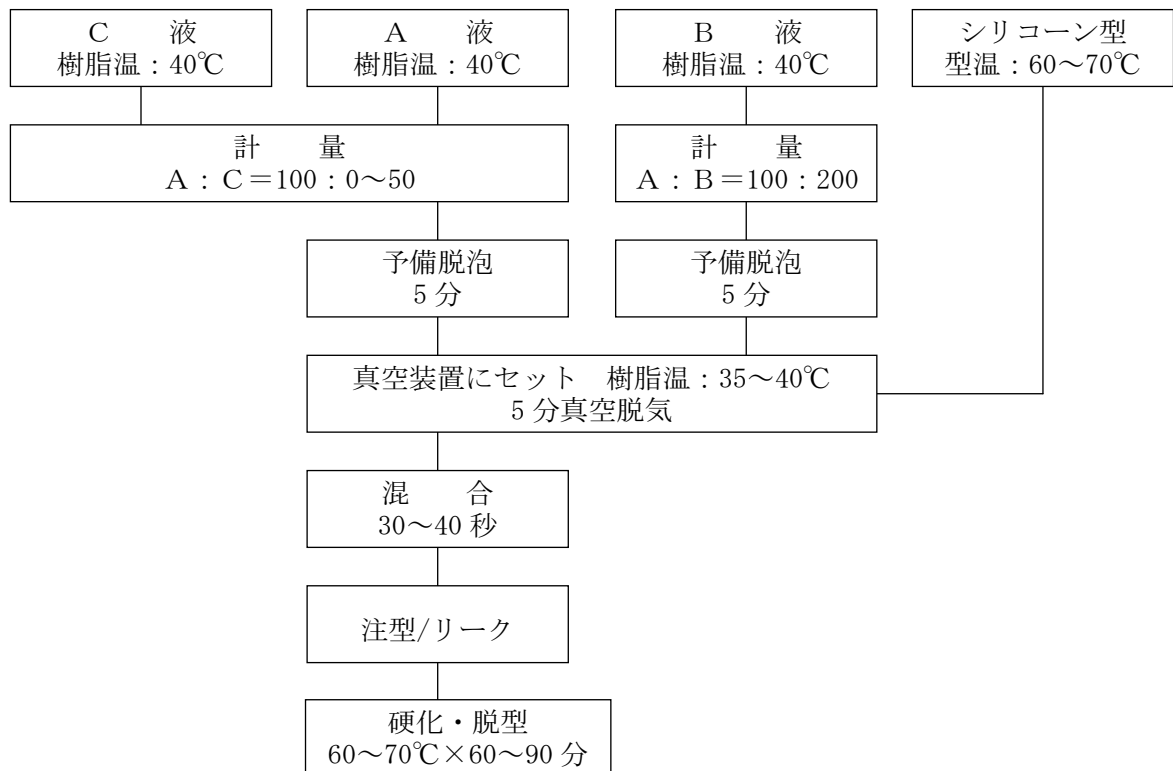 C　　液
樹脂温：40℃
A　　液
樹脂温：40℃
B　　液
樹脂温：40℃
シリコーン型
型温：60～70℃
計　　量
A：C＝100：0～50
計　　量
A：B＝100：200
予備脱泡
5分
予備脱泡
5分
真空装置にセット　樹脂温：35～40℃
5分真空脱気
混　　合
30～40秒
注型/リーク
硬化・脱型
60～70℃×60～90分